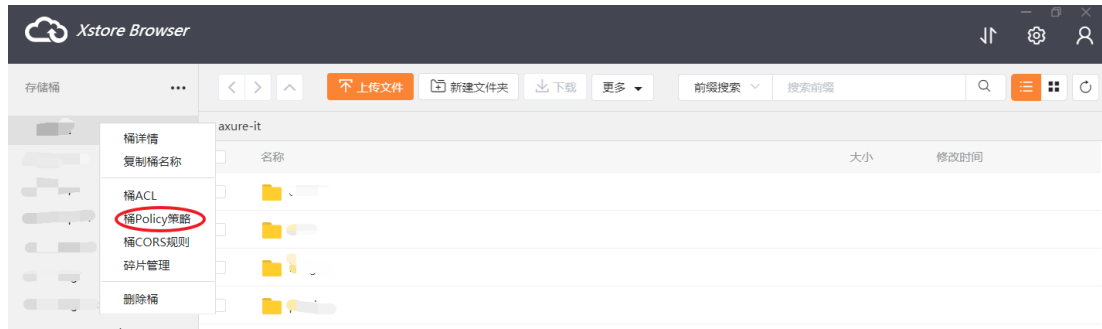 Xstore Browser
存储桶
上传文件
新建文件夹
下载
更多
前缀搜索
搜索前缀
axure-it
名称
大小
修改时间
桶详情
复制桶名称
桶ACL
桶Policy策略
桶CORS规则
碎片管理
删除桶